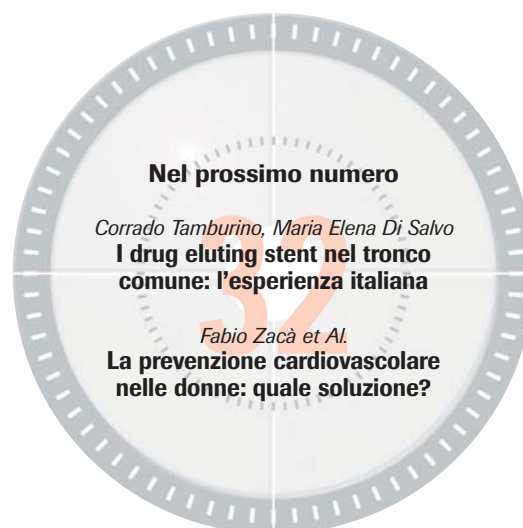 Nel prossimo numero
Corrado Tamburino, Maria Elena Di Salvo
I drug eluting stent nel tronco
comune: l'esperienza italiana
32
Fabio Zacà et Al.
La prevenzione cardiovascolare
nelle donne: quale soluzione?